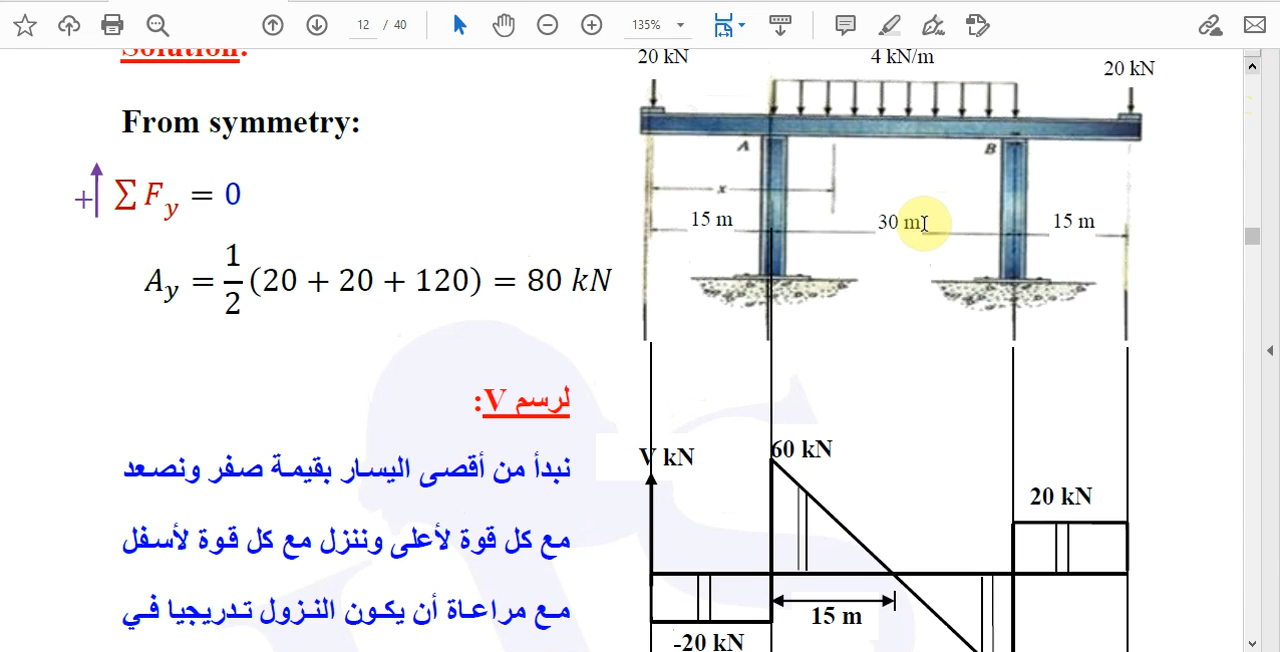 12 / 40
135%
Solution:
From symmetry:
+ ∑ F_y = 0
A_y = 1/2 (20 + 20 + 120) = 80 kN
لرسم V:
نبدأ من أقصى اليسار بقيمة صفر ونصعد
مع كل قوة لأعلى وننزل مع كل قوة لأسفل
مع مراعاة أن يكون النزول تدريجيا في
20 kN
4 kN/m
20 kN
A
B
x
15 m
30 m
15 m
V kN
60 kN
20 kN
15 m
-20 kN